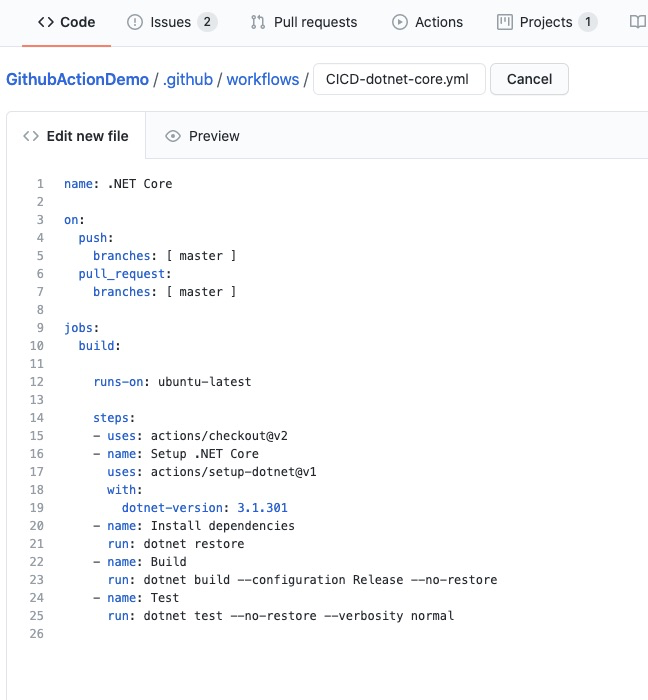 Code Issues 2 Pull requests Actions Projects 1
GithubActionDemo / .github / workflows / CICD-dotnet-core.yml Cancel
Edit new file Preview
1 name: .NET Core
2
3 on:
4 push:
5 branches: [ master ]
6 pull_request:
7 branches: [ master ]
8
9 jobs:
10 build:
11
12 runs-on: ubuntu-latest
13
14 steps:
15 - uses: actions/checkout@v2
16 - name: Setup .NET Core
17 uses: actions/setup-dotnet@v1
18 with:
19 dotnet-version: 3.1.301
20 - name: Install dependencies
21 run: dotnet restore
22 - name: Build
23 run: dotnet build --configuration Release --no-restore
24 - name: Test
25 run: dotnet test --no-restore --verbosity normal
26